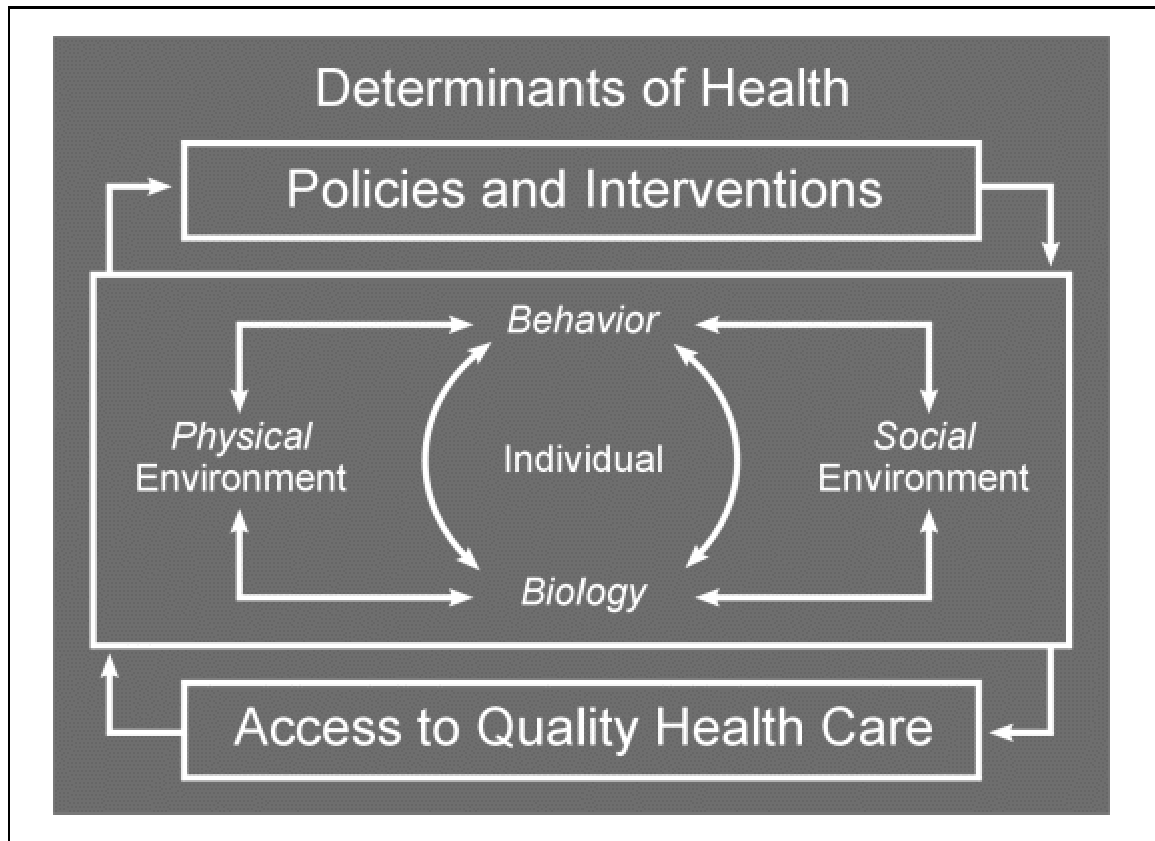 Determinants of Health
Policies and Interventions
Behavior
Physical
Environment
Individual
Social
Environment
Biology
Access to Quality Health Care